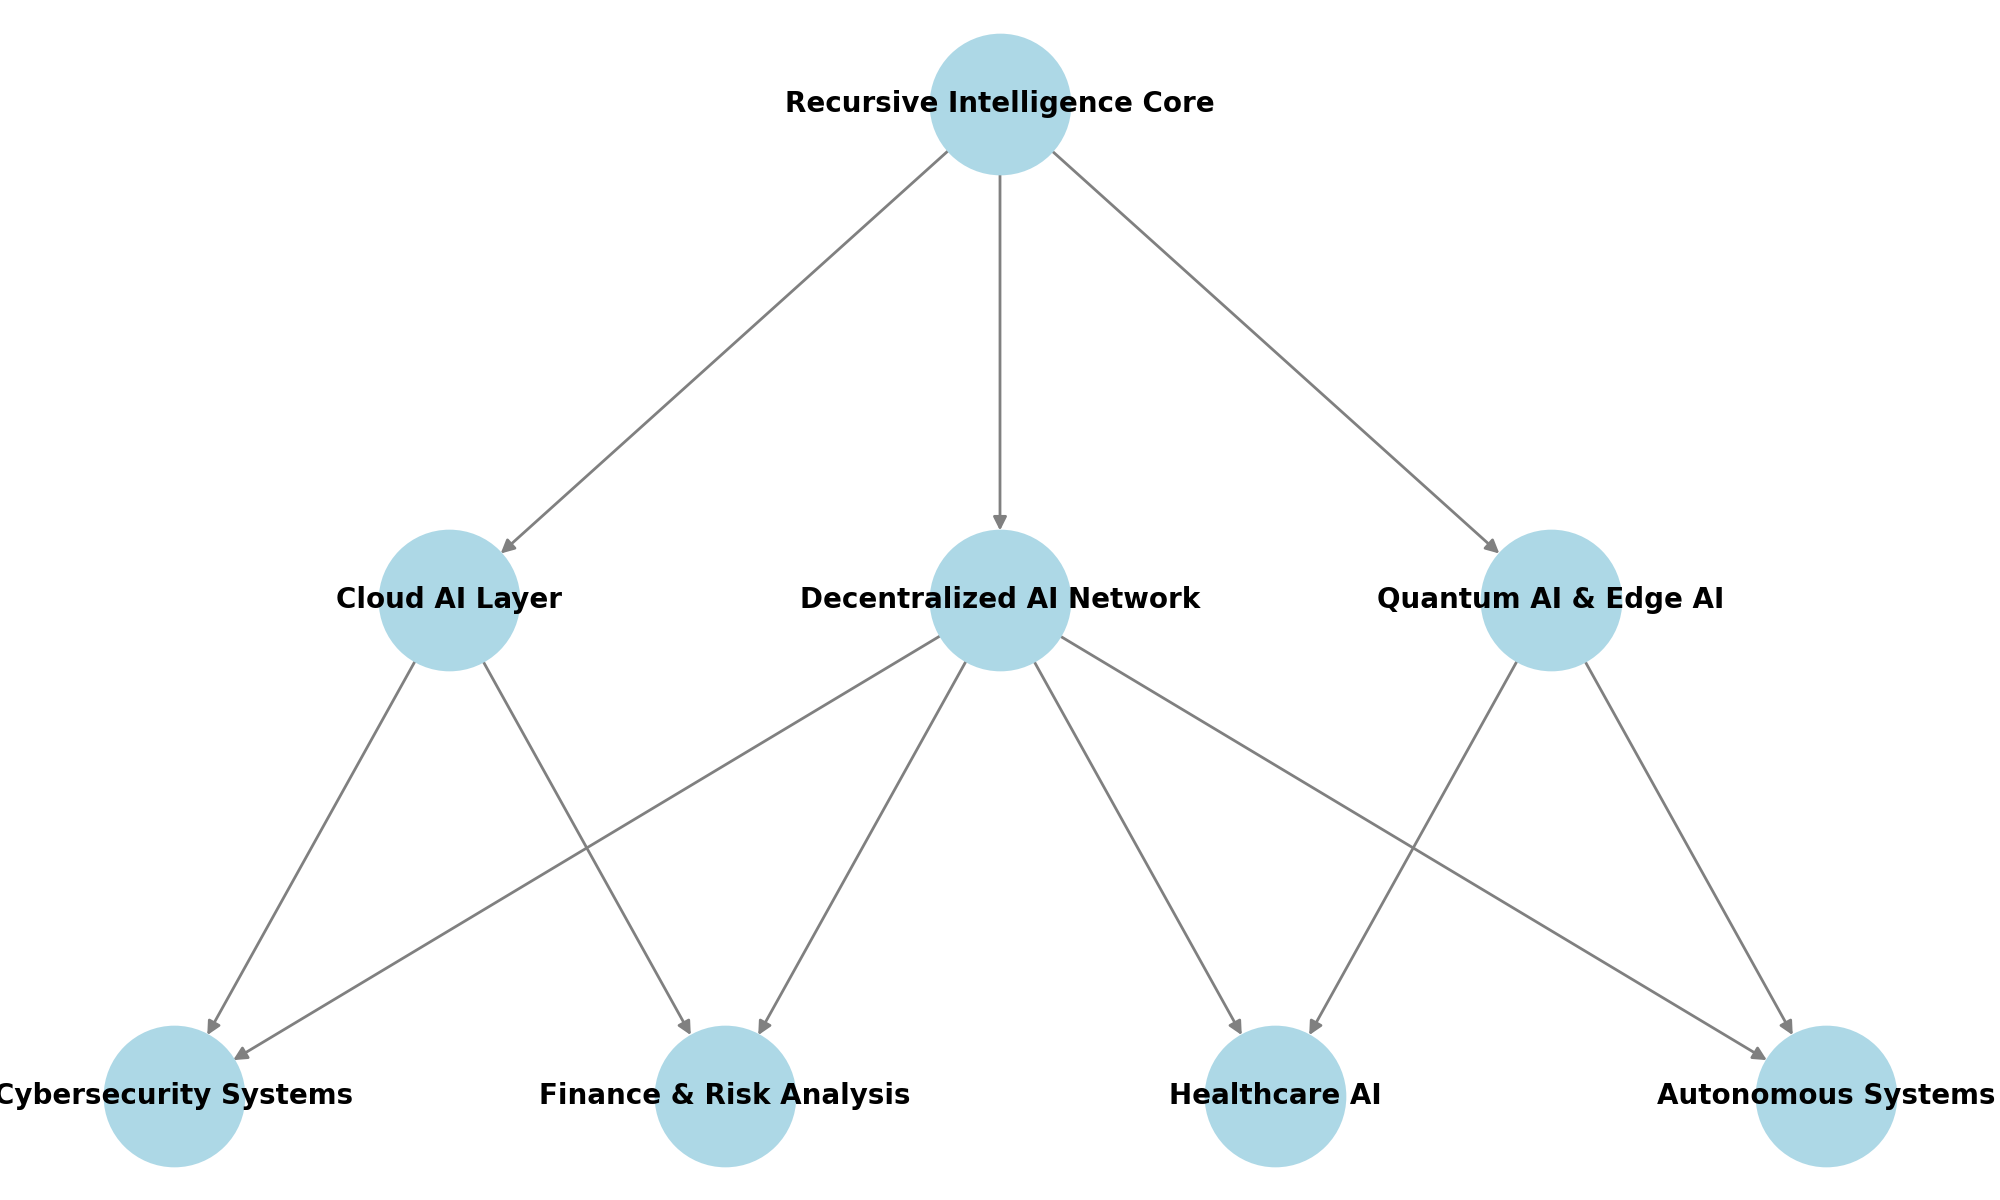 Recursive Intelligence Core
Cloud AI Layer
Decentralized AI Network
Quantum AI & Edge AI
Cybersecurity Systems
Finance & Risk Analysis
Healthcare AI
Autonomous Systems